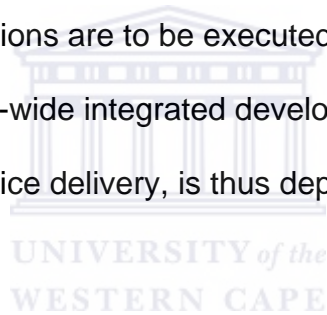 ions are to be executed
-wide integrated develo
ice delivery, is thus dep
UNIVERSITY of the
WESTERN CAPE